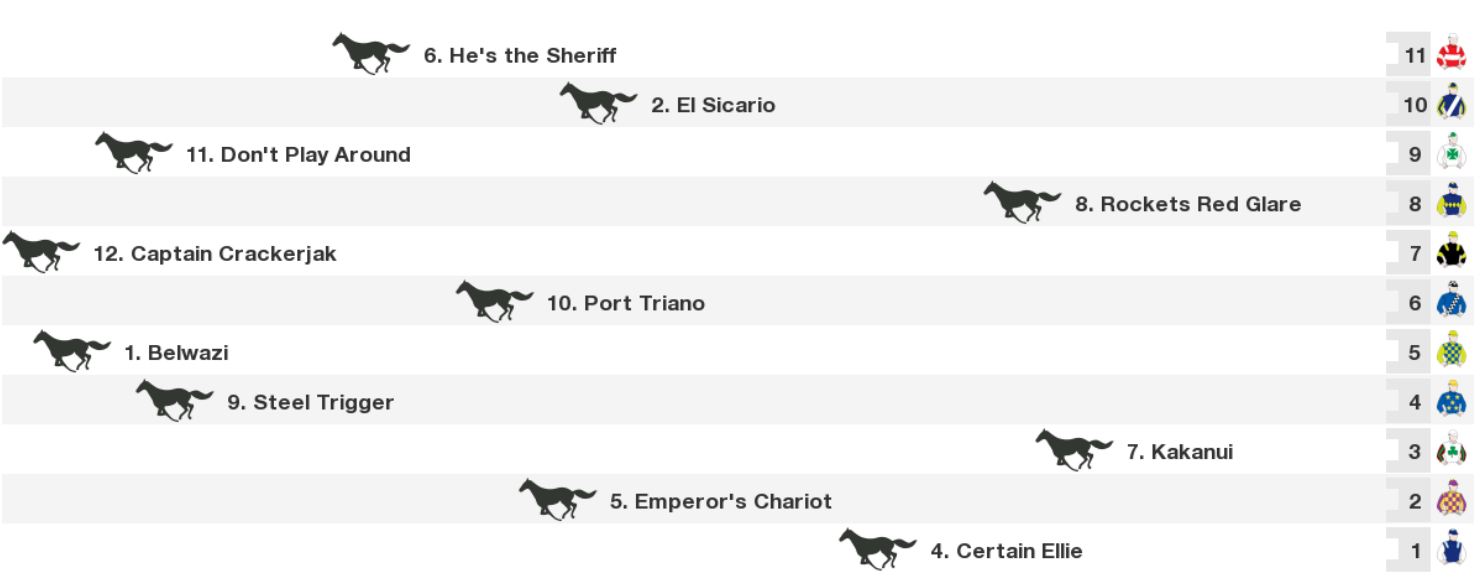 6. He's the Sheriff 11
2. El Sicario 10
11. Don't Play Around 9
8. Rockets Red Glare 8
12. Captain Crackerjak 7
10. Port Triano 6
1. Belwazi 5
9. Steel Trigger 4
7. Kakanui 3
5. Emperor's Chariot 2
4. Certain Ellie 1